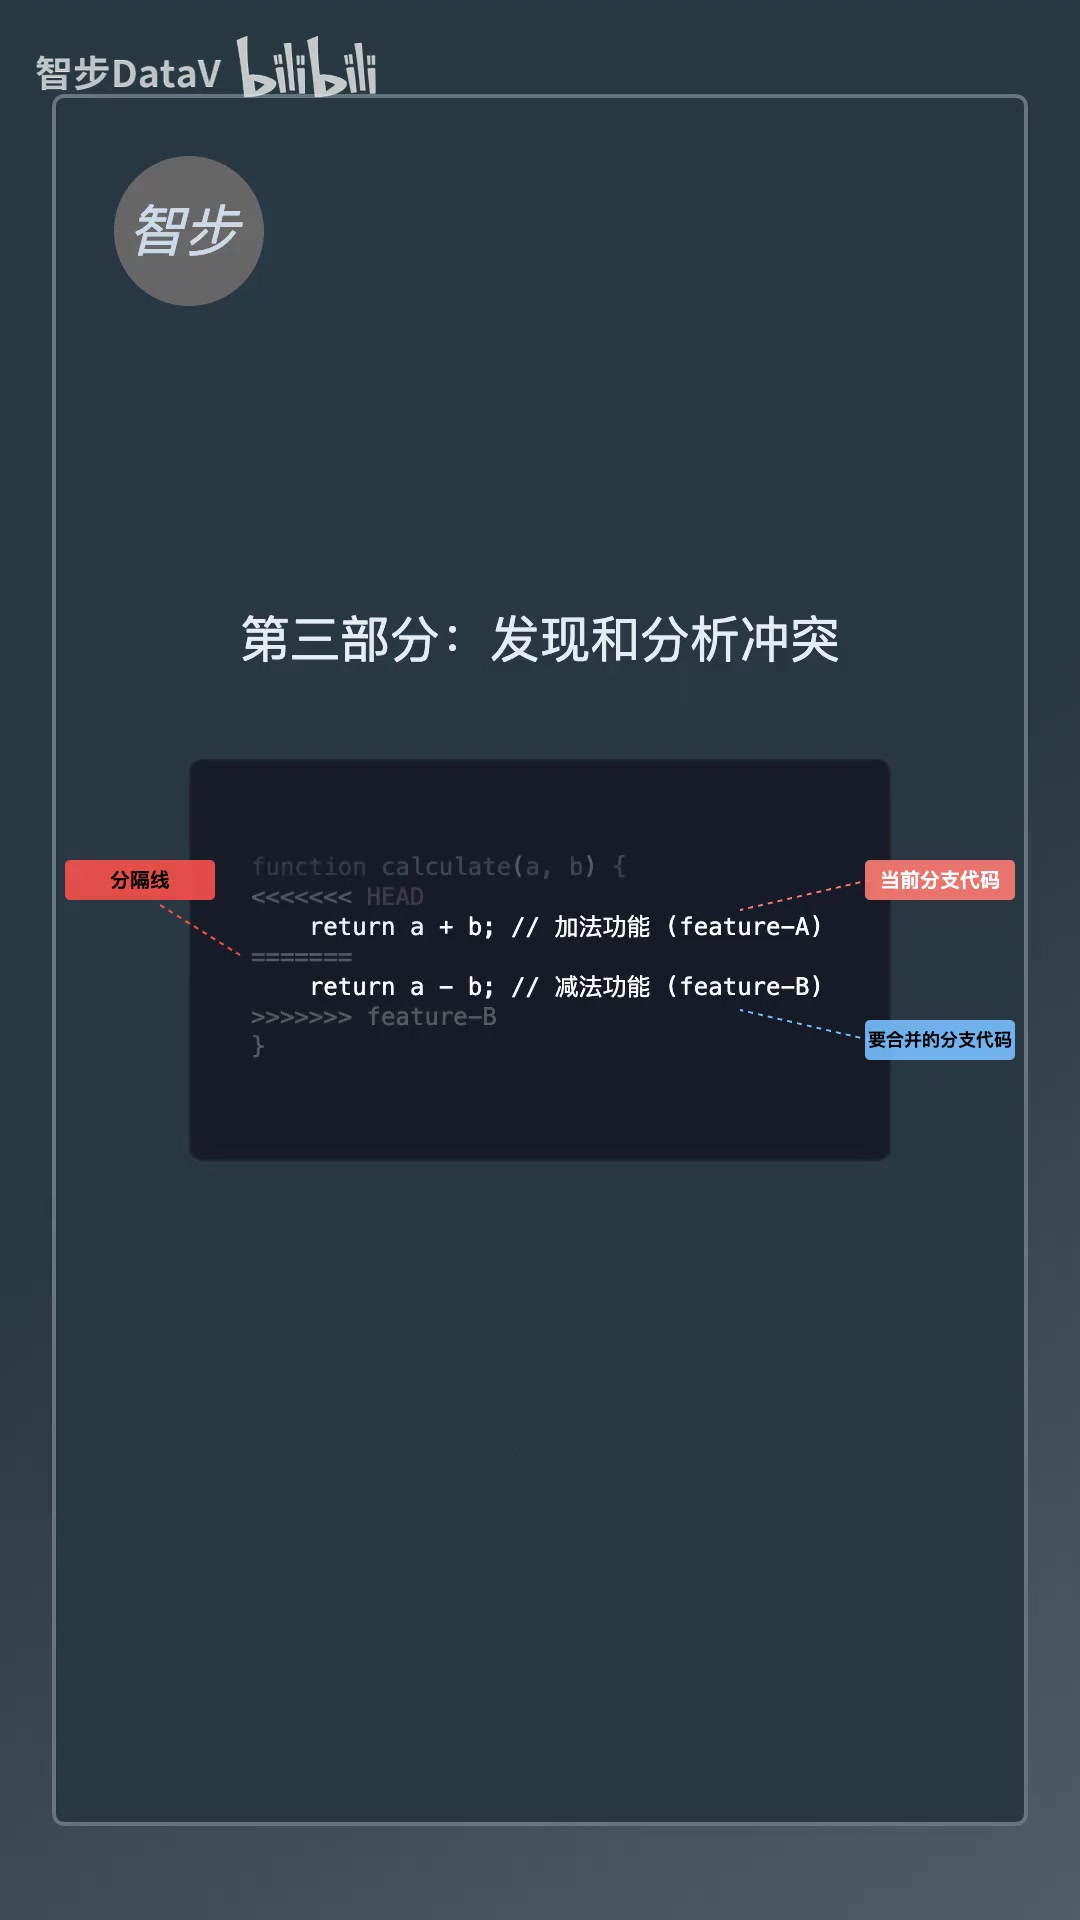 智步DataV bilibili
智步
第三部分：发现和分析冲突
function calculate(a, b) {
分隔线
当前分支代码
<<<<<<< HEAD
return a + b; // 加法功能 (feature-A)
=======
return a - b; // 减法功能 (feature-B)
>>>>>>> feature-B
要合并的分支代码
}